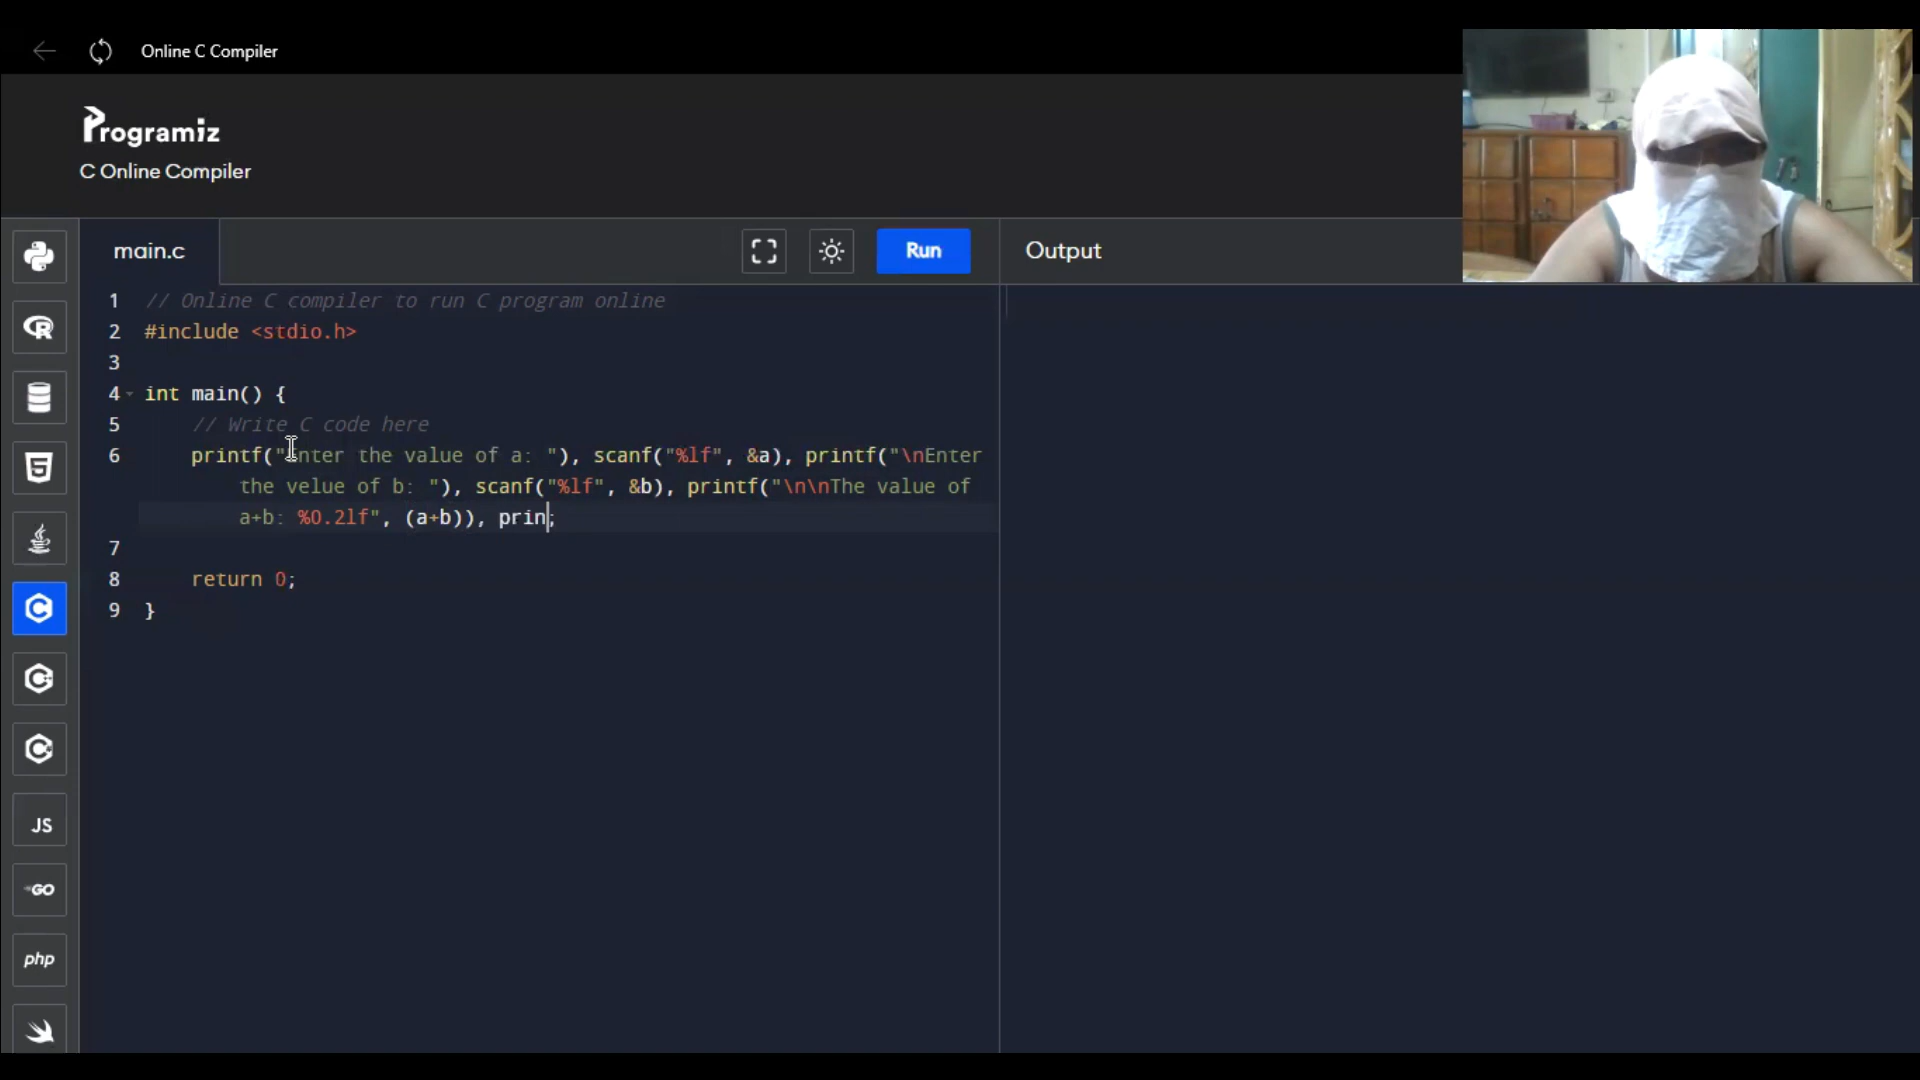 Online C Compiler
Programiz
C Online Compiler
main.c
Run
Output
1 // Online C compiler to run C program online
2 #include <stdio.h>
3
4 int main() {
5 // Write C code here
6 printf("Enter the value of a: "), scanf("%lf", &a), printf("\nEnter
the velue of b: "), scanf("%lf", &b), printf("\n\nThe value of
a+b: %0.2lf", (a+b)), prin;
7
8 return 0;
9 }
JS
GO
php